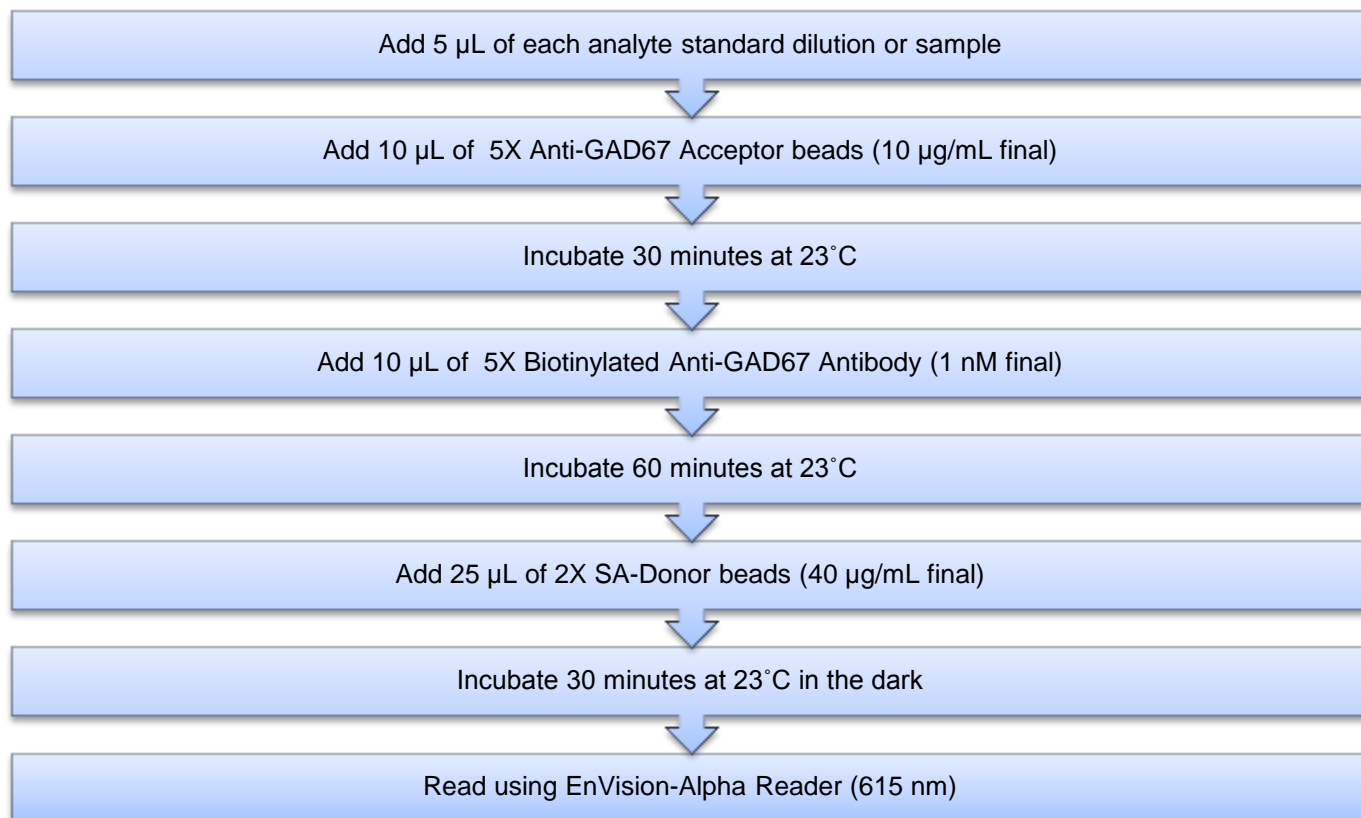 Add 5 µL of each analyte standard dilution or sample
Add 10 µL of 5X Anti-GAD67 Acceptor beads (10 µg/mL final)
Incubate 30 minutes at 23˚C
Add 10 µL of 5X Biotinylated Anti-GAD67 Antibody (1 nM final)
Incubate 60 minutes at 23˚C
Add 25 µL of 2X SA-Donor beads (40 µg/mL final)
Incubate 30 minutes at 23˚C in the dark
Read using EnVision-Alpha Reader (615 nm)